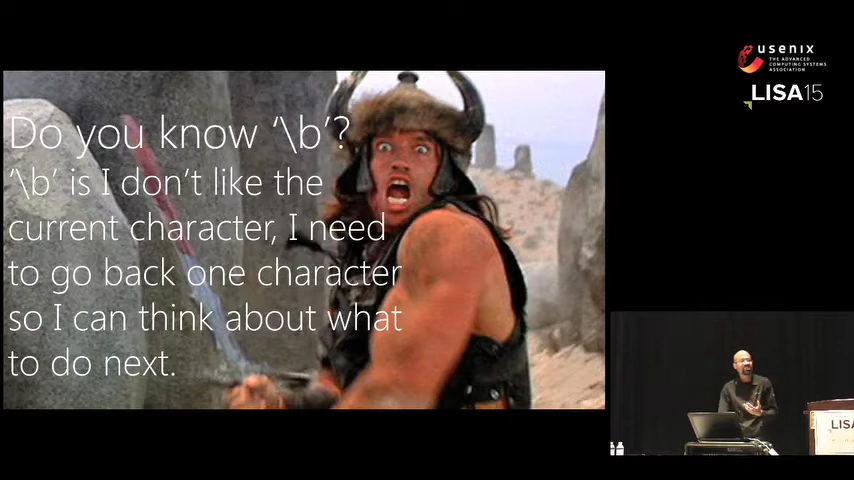 Do you know ‘\b’?
‘\b’ is I don’t like the
current character, I need
to go back one character
so I can think about what
to do next.
usenix
THE ADVANCED
COMPUTING SYSTEMS
ASSOCIATION
LISA15
LISA